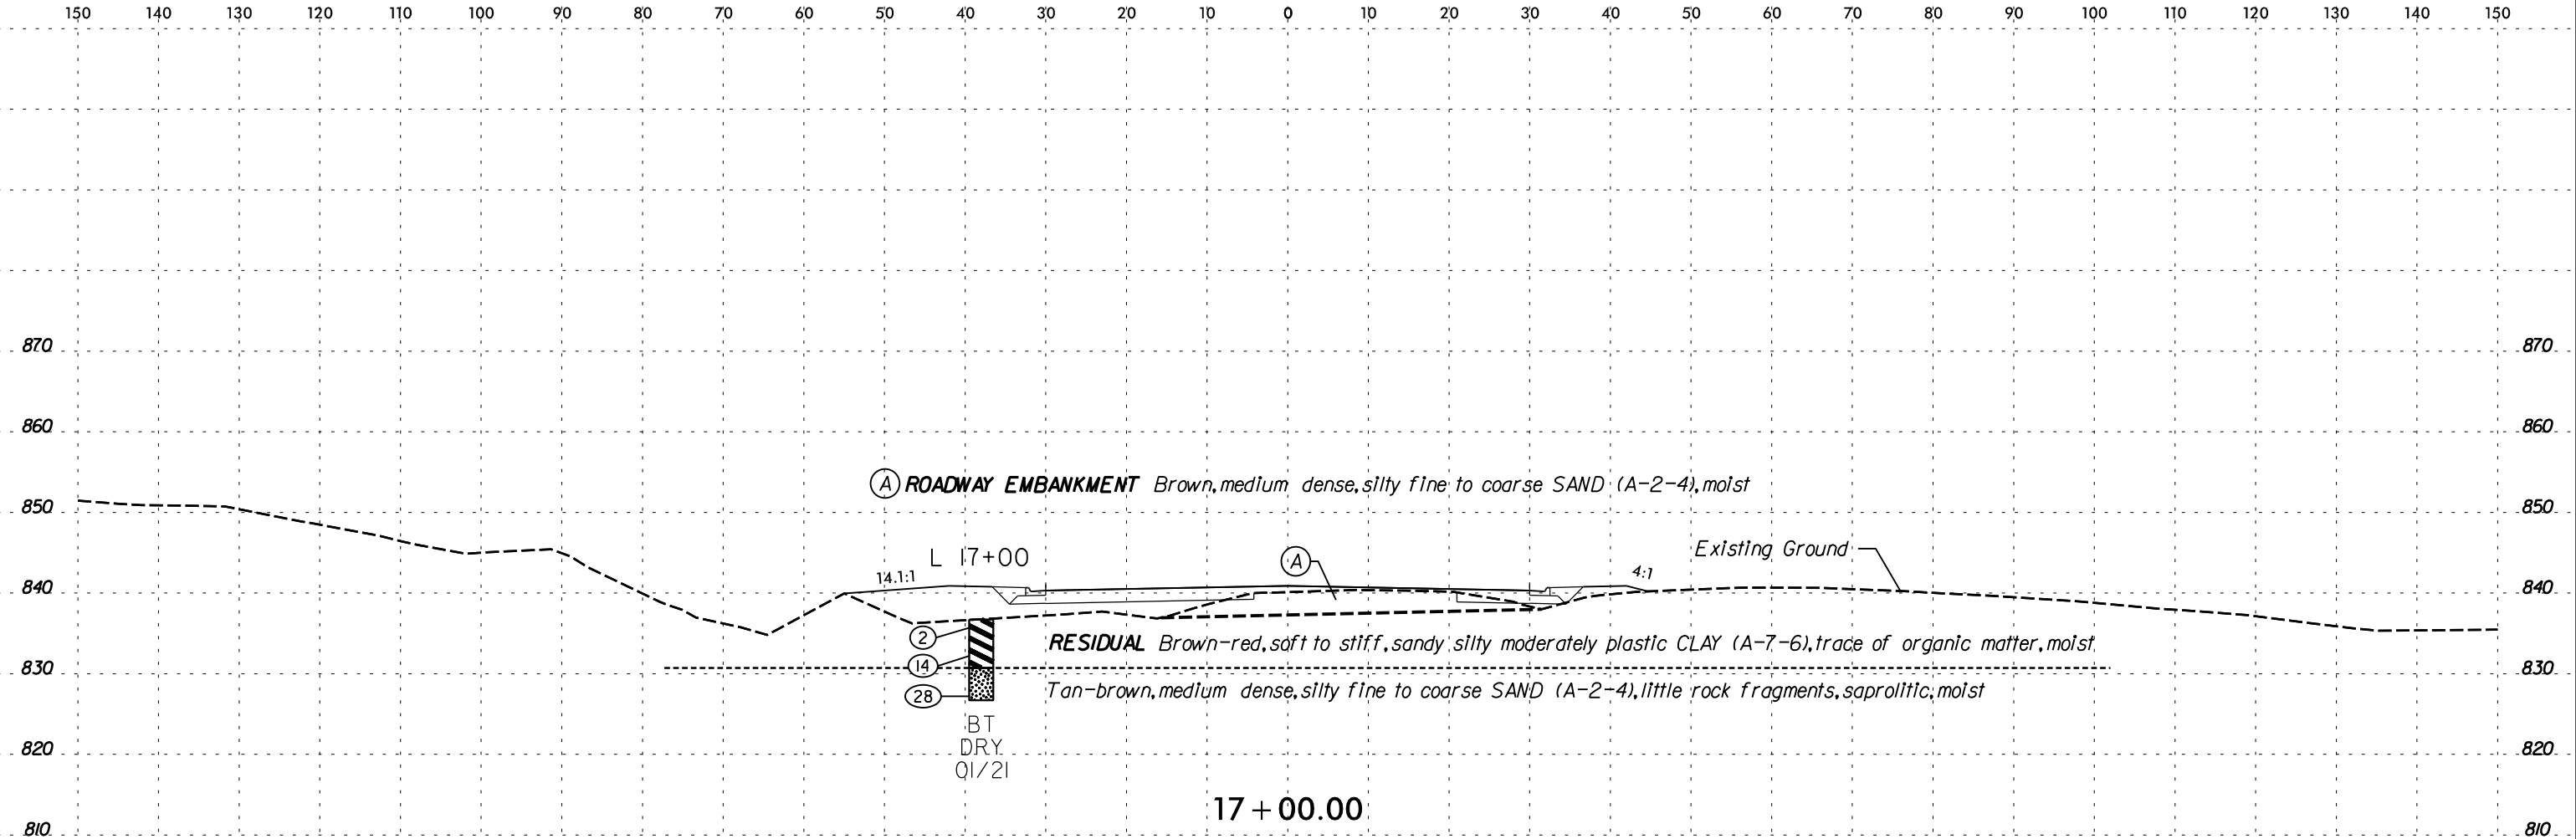 150 140 130 120 110 100 90 80 70 60 50 40 30 20 10 0 10 20 30 40 50 60 70 80 90 100 110 120 130 140 150
870 870
860 860
Ⓐ ROADWAY EMBANKMENT Brown, medium dense, silty fine to coarse SAND (A-2-4), moist
850 850
L 17+00 A Existing Ground
14.1:1 4:1
840 840
2 RESIDUAL Brown-red, soft to stiff, sandy silty moderately plastic CLAY (A-7-6), trace of organic matter, moist
14
830 830
28 Tan-brown, medium dense, silty fine to coarse SAND (A-2-4), little rock fragments, saprolitic, moist
BT
820 DRY 820
01/21
17+00.00
810 810